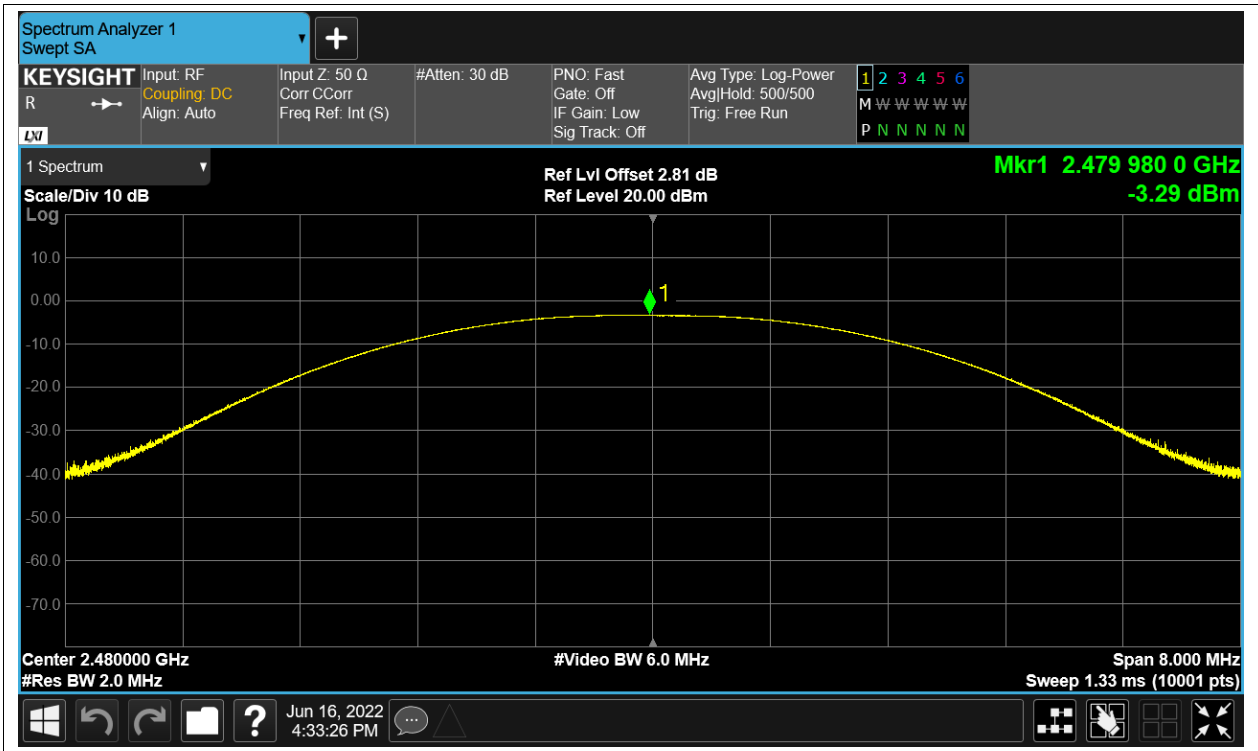 Spectrum Analyzer 1
Swept SA
KEYSIGHT
R
LXI
Input: RF
Coupling: DC
Align: Auto
Input Z: 50 Ω
Corr CCorr
Freq Ref: Int (S)
#Atten: 30 dB
PNO: Fast
Gate: Off
IF Gain: Low
Sig Track: Off
Avg Type: Log-Power
Avg|Hold: 500/500
Trig: Free Run
1 2 3 4 5 6
M W W W W W
P N N N N N
1 Spectrum
Scale/Div 10 dB
Log
Ref Lvl Offset 2.81 dB
Ref Level 20.00 dBm
Mkr1 2.479 980 0 GHz
-3.29 dBm
10.0
0.00
-10.0
-20.0
-30.0
-40.0
-50.0
-60.0
-70.0
1
Center 2.480000 GHz
#Res BW 2.0 MHz
#Video BW 6.0 MHz
Span 8.000 MHz
Sweep 1.33 ms (10001 pts)
?
Jun 16, 2022
4:33:26 PM